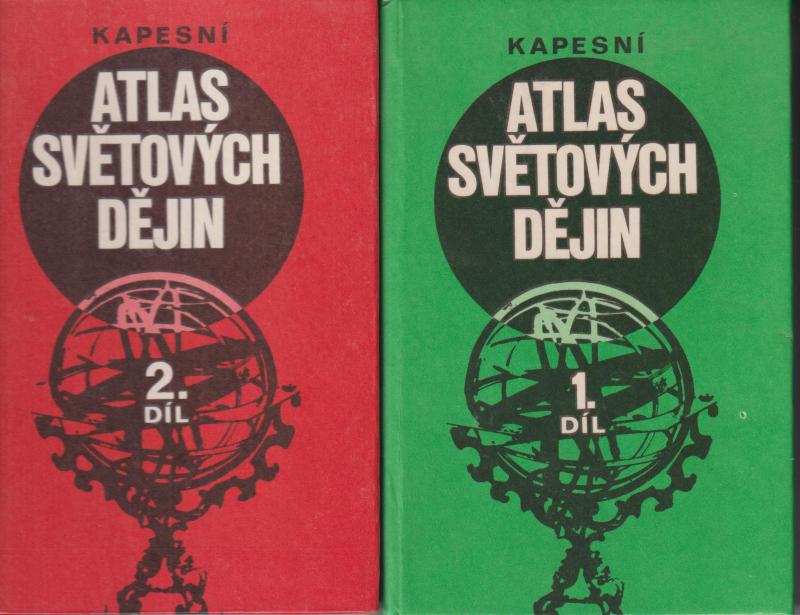 KAPESNÍ
ATLAS
SVĚTOVÝCH
DĚJIN
2.
DÍL
KAPESNÍ
ATLAS
SVĚTOVÝCH
DĚJIN
1.
DÍL